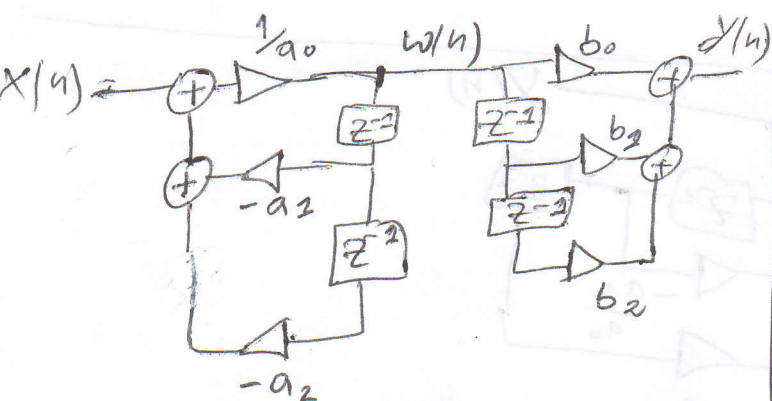 1/a₀ w(n) b₀ y(n)
x(n)
z⁻¹ z⁻¹ b₁
-a₁
z⁻¹ z⁻¹
b₂
-a₂